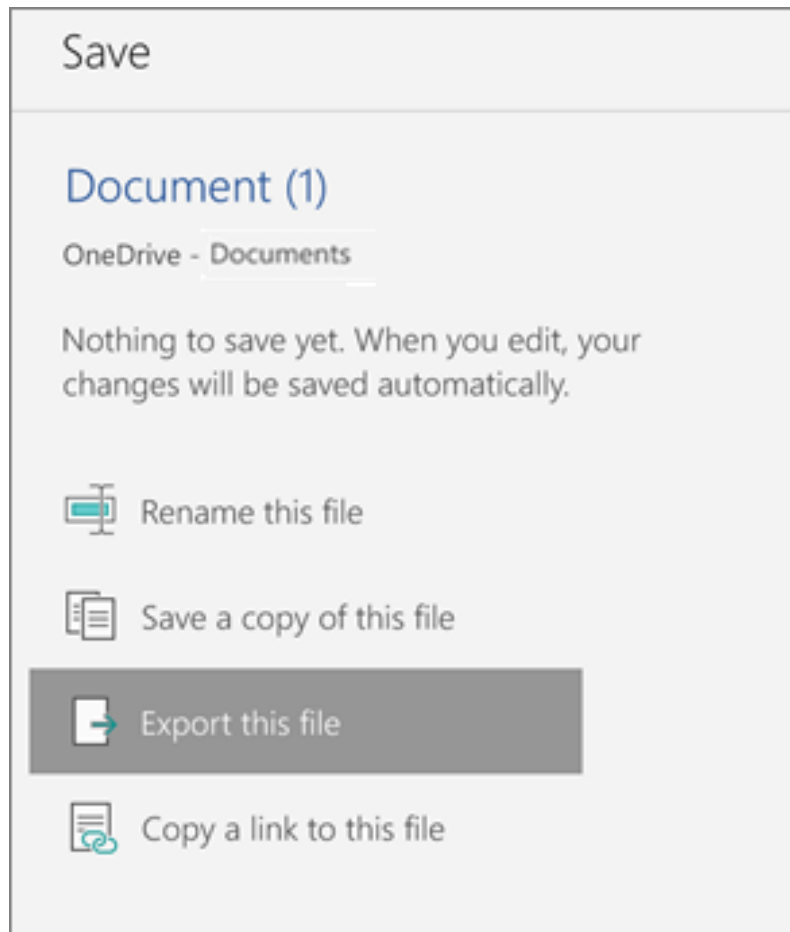 Save
Document (1)
OneDrive - Documents
Nothing to save yet. When you edit, your
changes will be saved automatically.
Rename this file
Save a copy of this file
Export this file
Copy a link to this file